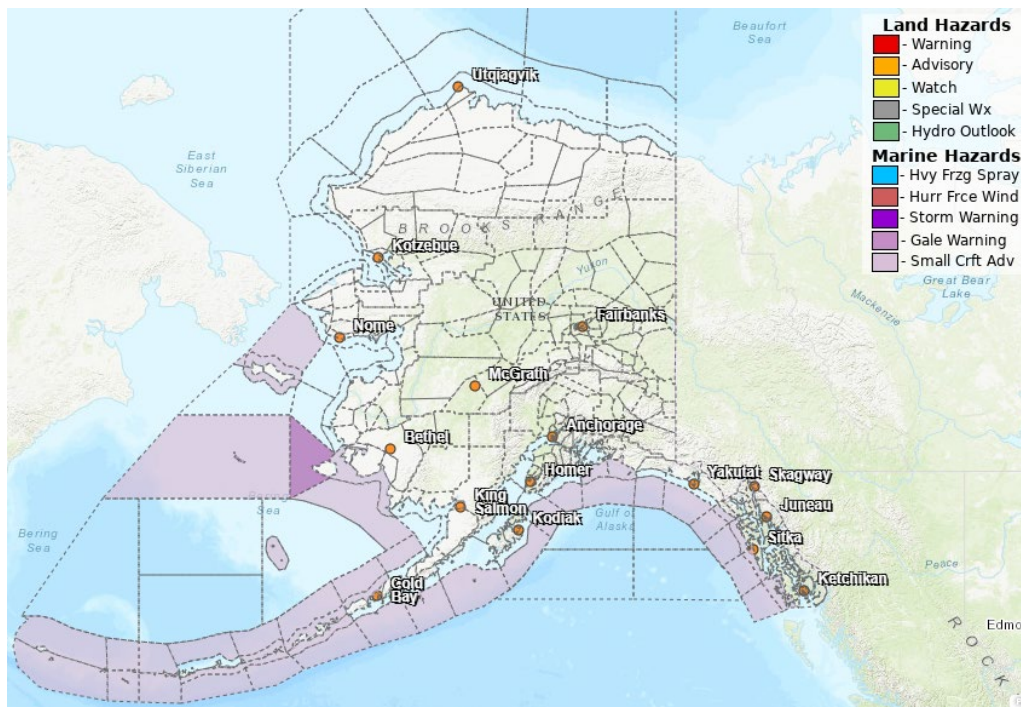 Beaufort
Sea
Land Hazards
- Warning
- Advisory
- Watch
- Special Wx
- Hydro Outlook
Marine Hazards
- Hvy Frzg Spray
- Hurr Frce Wind
- Storm Warning
- Gale Warning
- Small Crft Adv
Utqiagvik
East
Siberian
Sea
BROOKS RANGE
Kotzebue
Yukon
Great Bear
Lake
Mackenzie
UNITED
STATES
Nome
Fairbanks
McGrath
Anchorage
Bethel
Homer
Yakutat
Skagway
King
Salmon
Kodiak
Juneau
Sea
Gulf of
Alaska
Sitka
Bering
Sea
Peace
Cold
Bay
Ketchikan
Edmo
ROCK